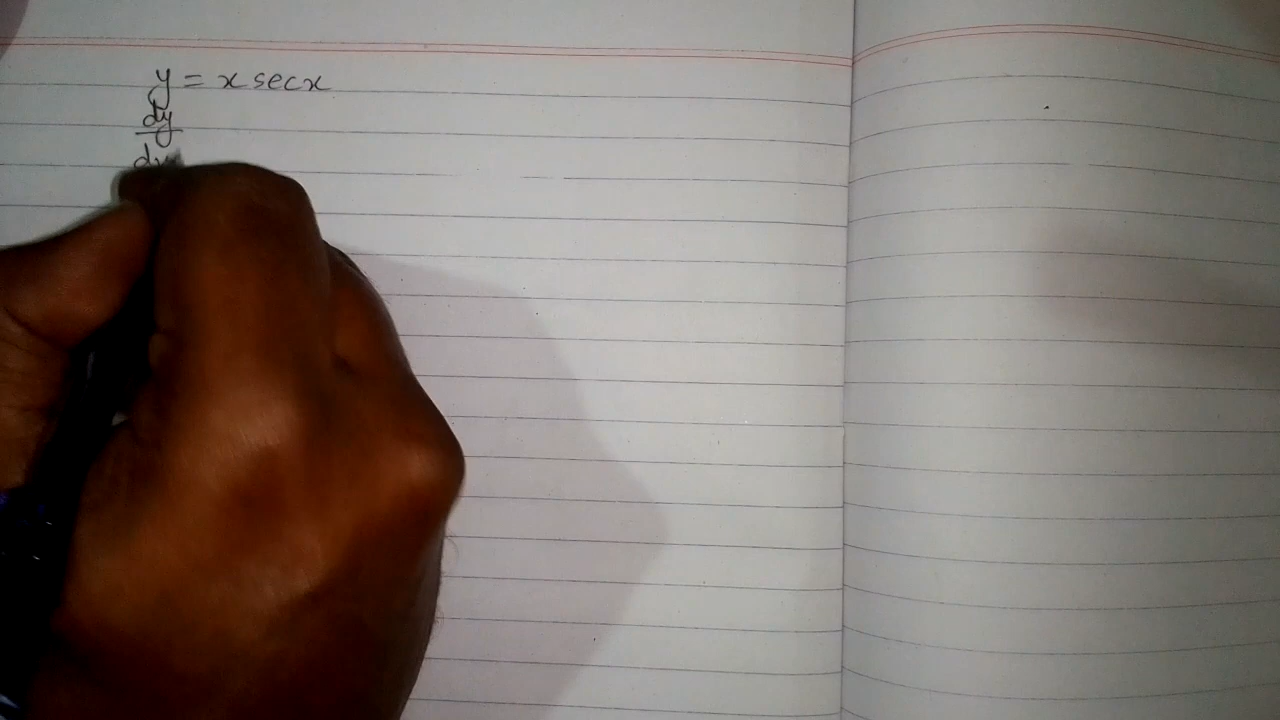 y = x secx
dy
d